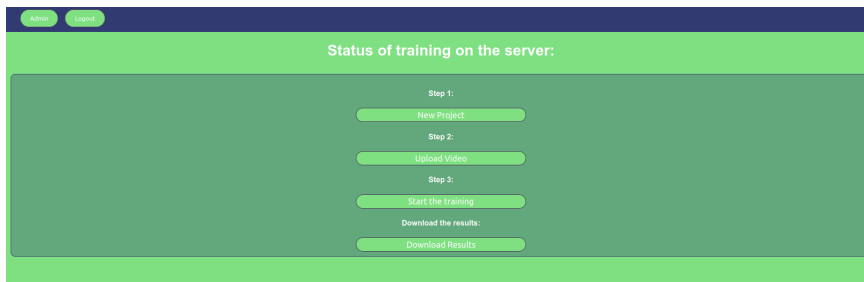 Admin Logout
Status of training on the server:
Step 1:
New Project
Step 2:
Upload Video
Step 3:
Start the training
Download the results:
Download Results